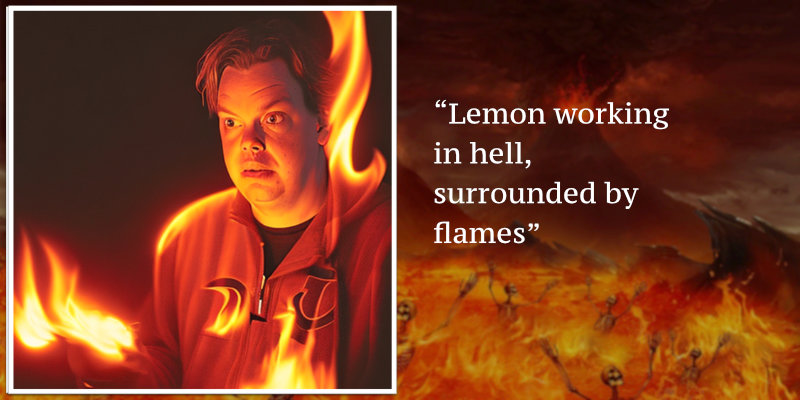 “Lemon working
in hell,
surrounded by
flames”